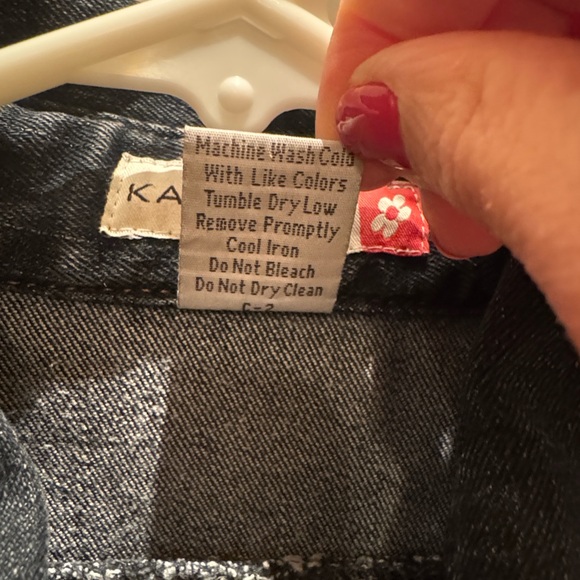 KA
Machine Wash Cold
With Like Colors
Tumble Dry Low
Remove Promptly
Cool Iron
Do Not Bleach
Do Not Dry Clean